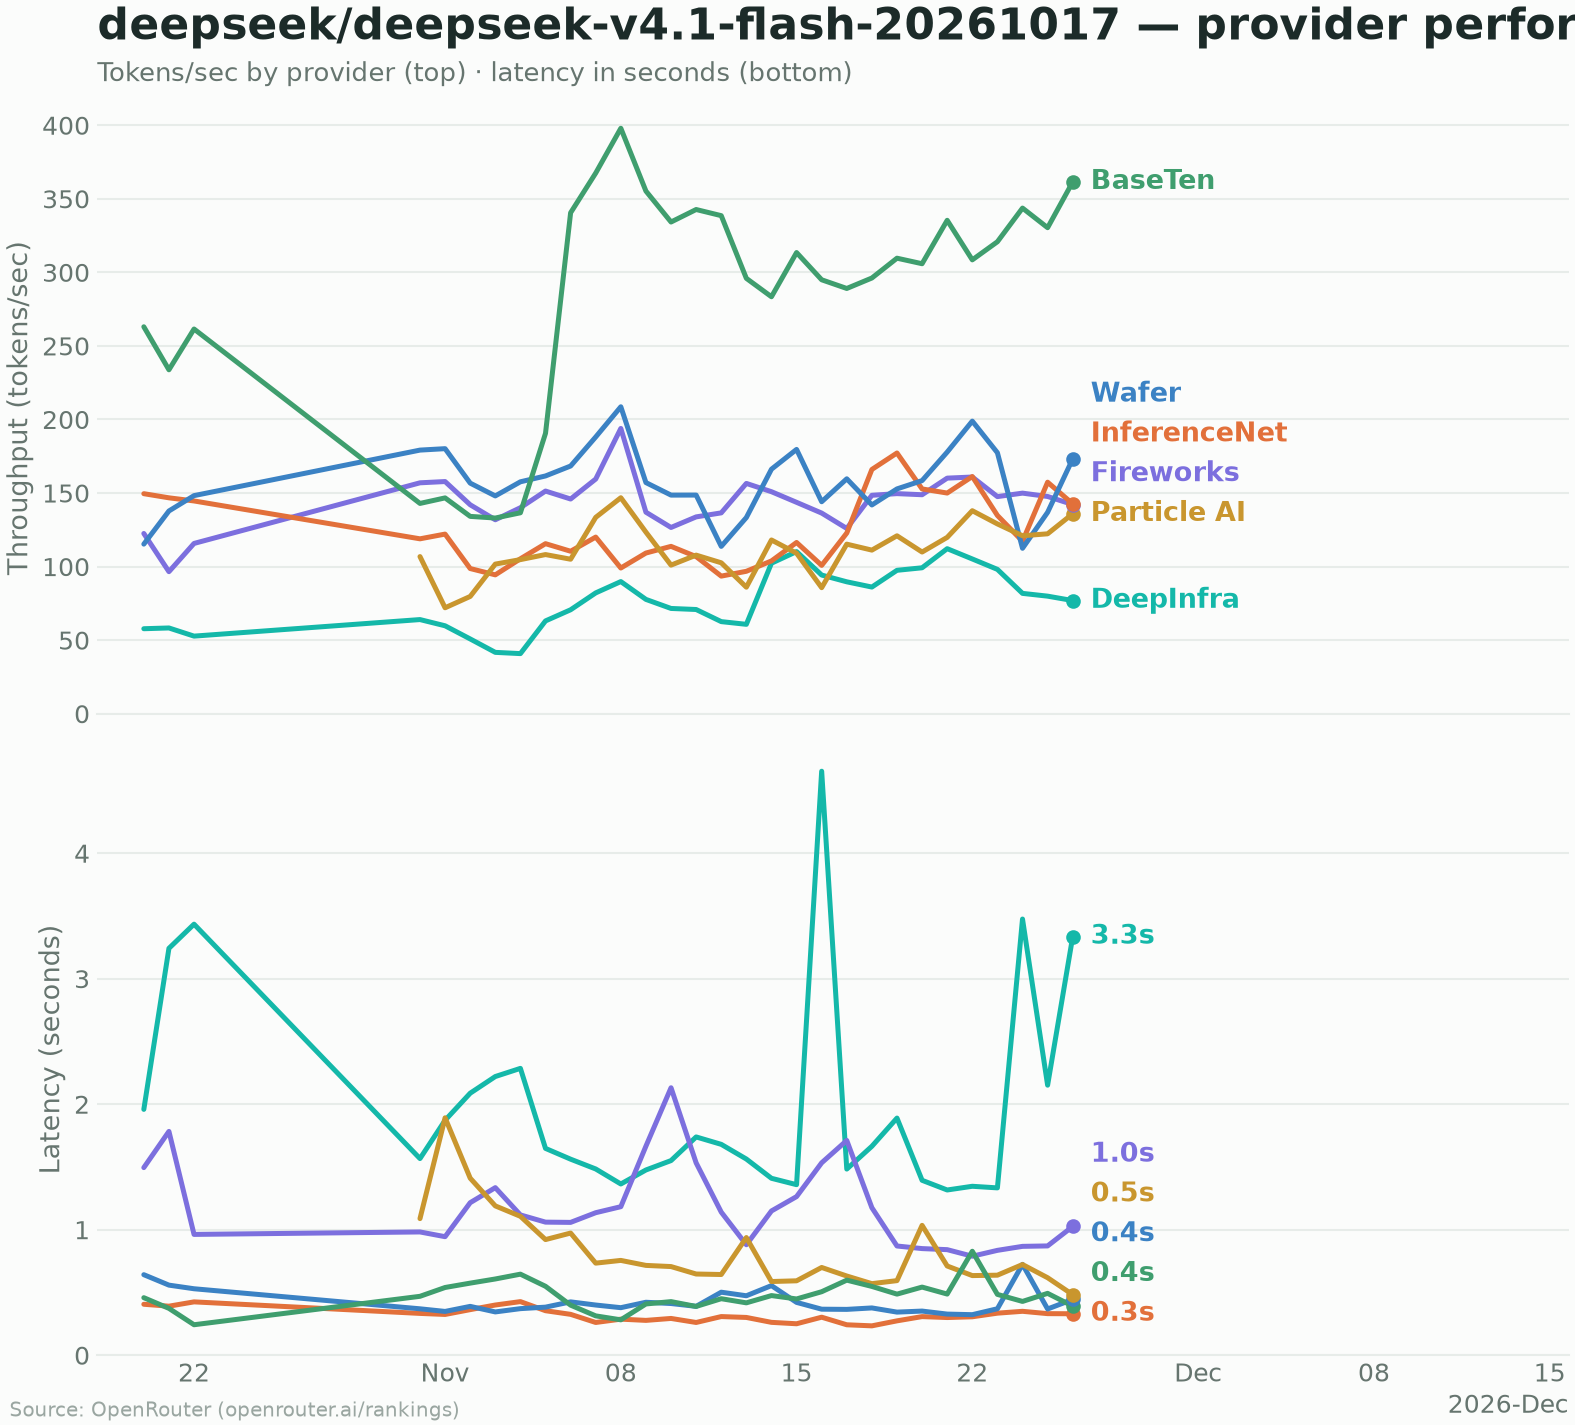 deepseek/deepseek-v4.1-flash-20261017 — provider perfor
Tokens/sec by provider (top) · latency in seconds (bottom)
Throughput (tokens/sec)
400
350
300
250
200
150
100
50
0
BaseTen
Wafer
InferenceNet
Fireworks
Particle AI
DeepInfra
Latency (seconds)
4
3
2
1
0
3.3s
1.0s
0.5s
0.4s
0.4s
0.3s
22 Nov 08 15 22 Dec 08 15
2026-Dec
Source: OpenRouter (openrouter.ai/rankings)